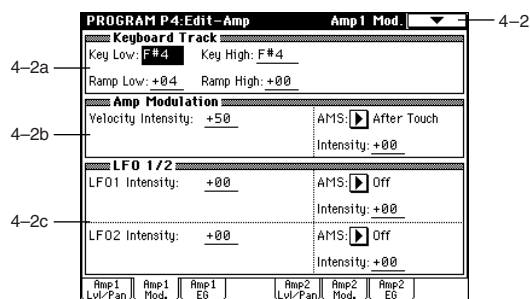 PROGRAM P4:Edit-Amp Amp1 Mod. 4–2
Keyboard Track
Key Low: F#4 Key High: F#4
4–2a
Ramp Low: +04 Ramp High: +00
Amp Modulation
Velocity Intensity: +50 AMS: After Touch
4–2b
Intensity: +00
LFO 1/2
LFO1 Intensity: +00 AMS: Off
Intensity: +00
4–2c
LFO2 Intensity: +00 AMS: Off
Intensity: +00
Amp1 Amp1 Amp1 Amp2 Amp2 Amp2
Lvl/Pan Mod. EG Lvl/Pan Mod. EG